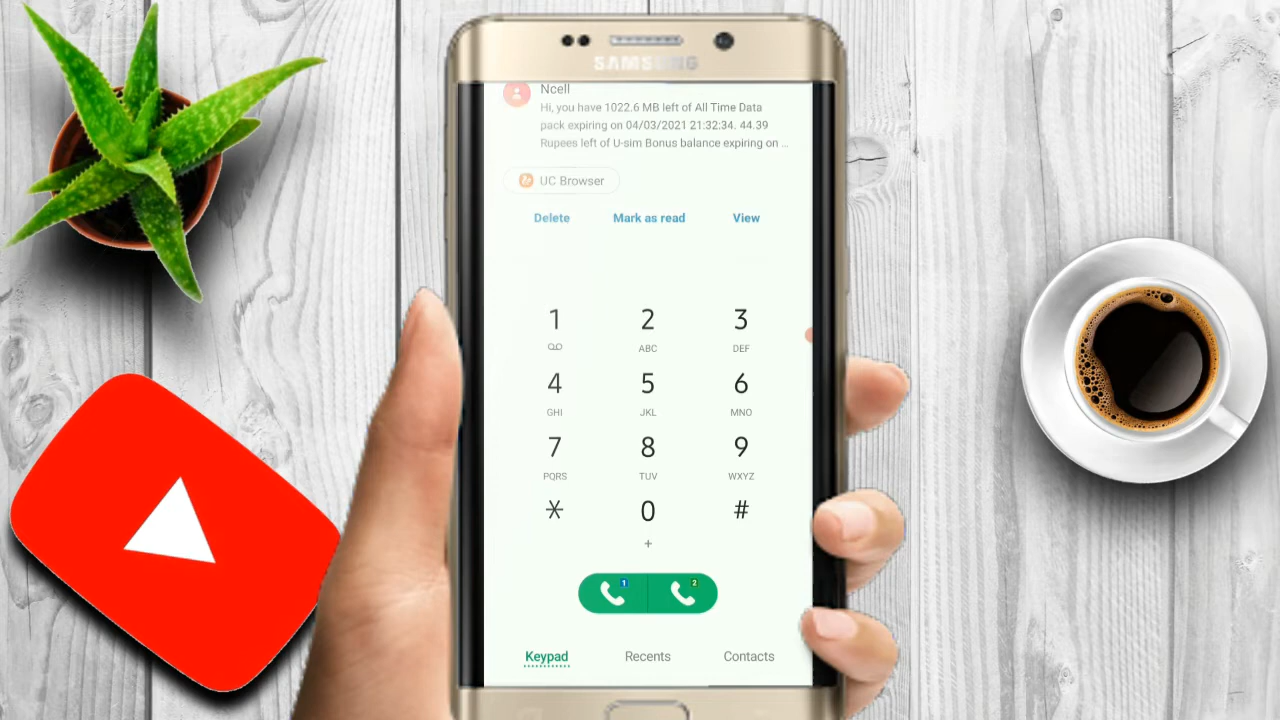 SAMSUNG
Ncell
Hi, you have 1022.6 MB left of All Time Data
pack expiring on 04/03/2021 21:32:34. 44.39
Rupees left of U-sim Bonus balance expiring on ...
UC Browser
Delete Mark as read View
1 2 3
ABC DEF
4 5 6
GHI JKL MNO
7 8 9
PQRS TUV WXYZ
* 0 #
+
1 2
Keypad Recents Contacts